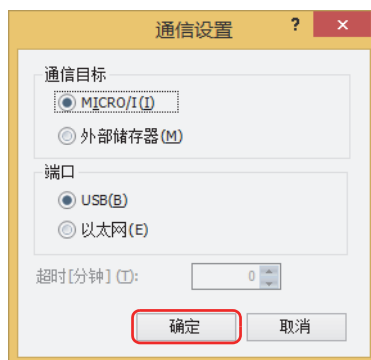 通信设置 ? ×
通信目标
MICRO/I(I)
外部储存器(M)
端口
USB(B)
以太网(E)
超时[分钟] (T): 0
确定 取消